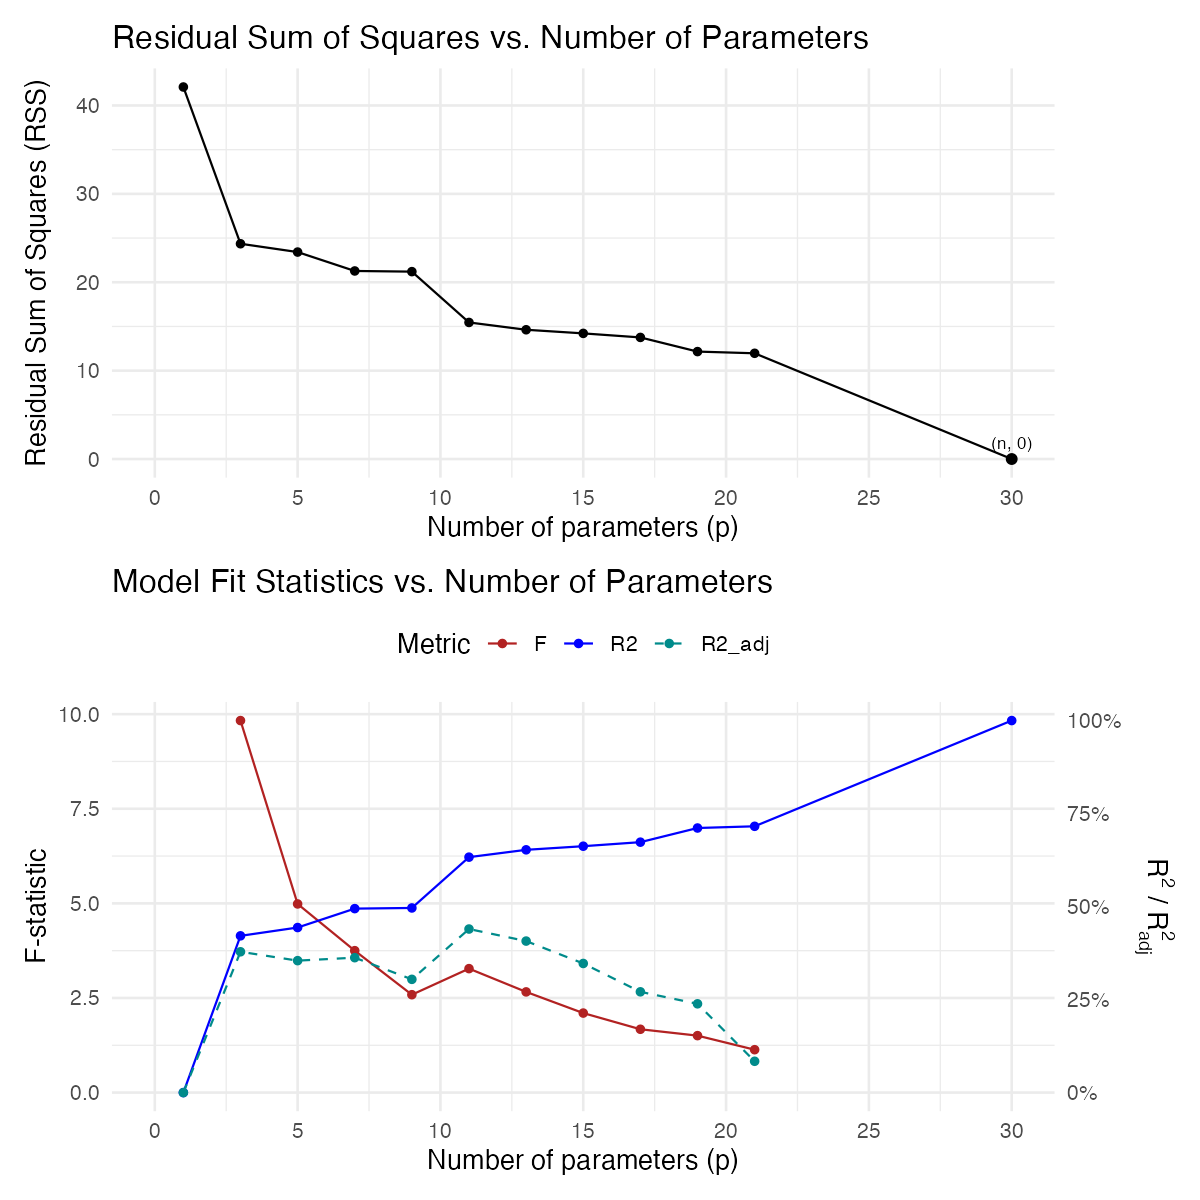 Residual Sum of Squares vs. Number of Parameters
Residual Sum of Squares (RSS)
40
30
20
10
0
(n, 0)
0 5 10 15 20 25 30
Number of parameters (p)
Model Fit Statistics vs. Number of Parameters
Metric F R2 R2_adj
F-statistic
10.0
7.5
5.0
2.5
0.0
100%
75%
50%
25%
0%
R² / R²adj
0 5 10 15 20 25 30
Number of parameters (p)